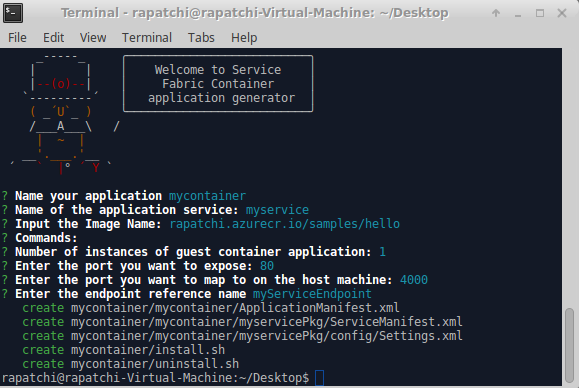 Terminal - rapatchi@rapatchi-Virtual-Machine: ~/Desktop
File Edit View Terminal Tabs Help
Welcome to Service
--(o)--
Fabric Container
application generator
? Name your application mycontainer
? Name of the application service: myservice
? Input the Image Name: rapatchi.azurecr.io/samples/hello
? Commands:
? Number of instances of guest container application: 1
? Enter the port you want to expose: 80
? Enter the port you want to map to on the host machine: 4000
? Enter the endpoint reference name myServiceEndpoint
create mycontainer/mycontainer/ApplicationManifest.xml
create mycontainer/mycontainer/myservicePkg/ServiceManifest.xml
create mycontainer/mycontainer/myservicePkg/config/Settings.xml
create mycontainer/install.sh
create mycontainer/uninstall.sh
rapatchi@rapatchi-Virtual-Machine:~/Desktop$